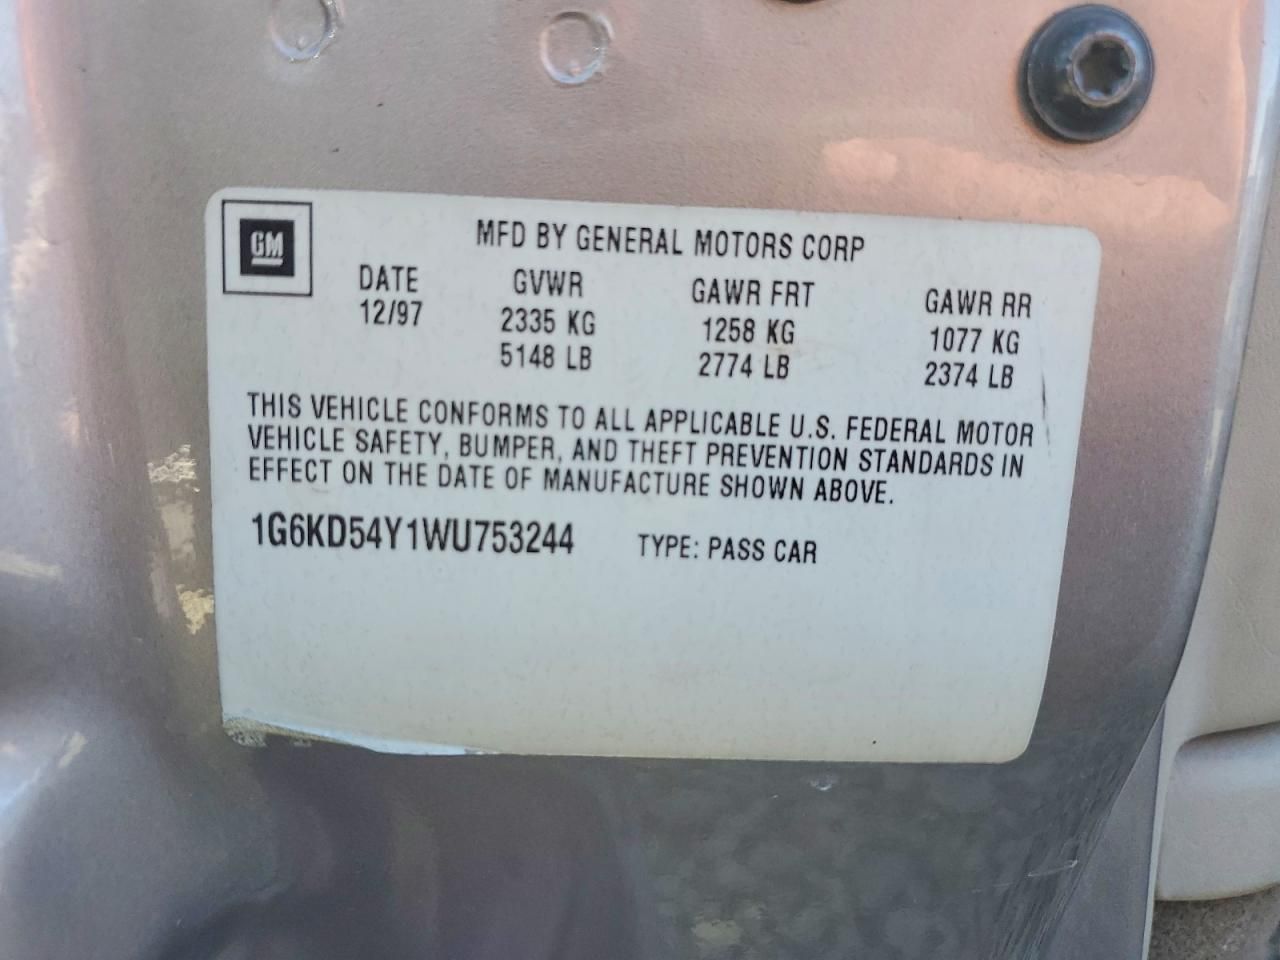 GM
MFD BY GENERAL MOTORS CORP
DATE GVWR GAWR FRT GAWR RR
12/97 2335 KG 1258 KG 1077 KG
5148 LB 2774 LB 2374 LB
THIS VEHICLE CONFORMS TO ALL APPLICABLE U.S. FEDERAL MOTOR
VEHICLE SAFETY, BUMPER, AND THEFT PREVENTION STANDARDS IN
EFFECT ON THE DATE OF MANUFACTURE SHOWN ABOVE.
1G6KD54Y1WU753244 TYPE: PASS CAR